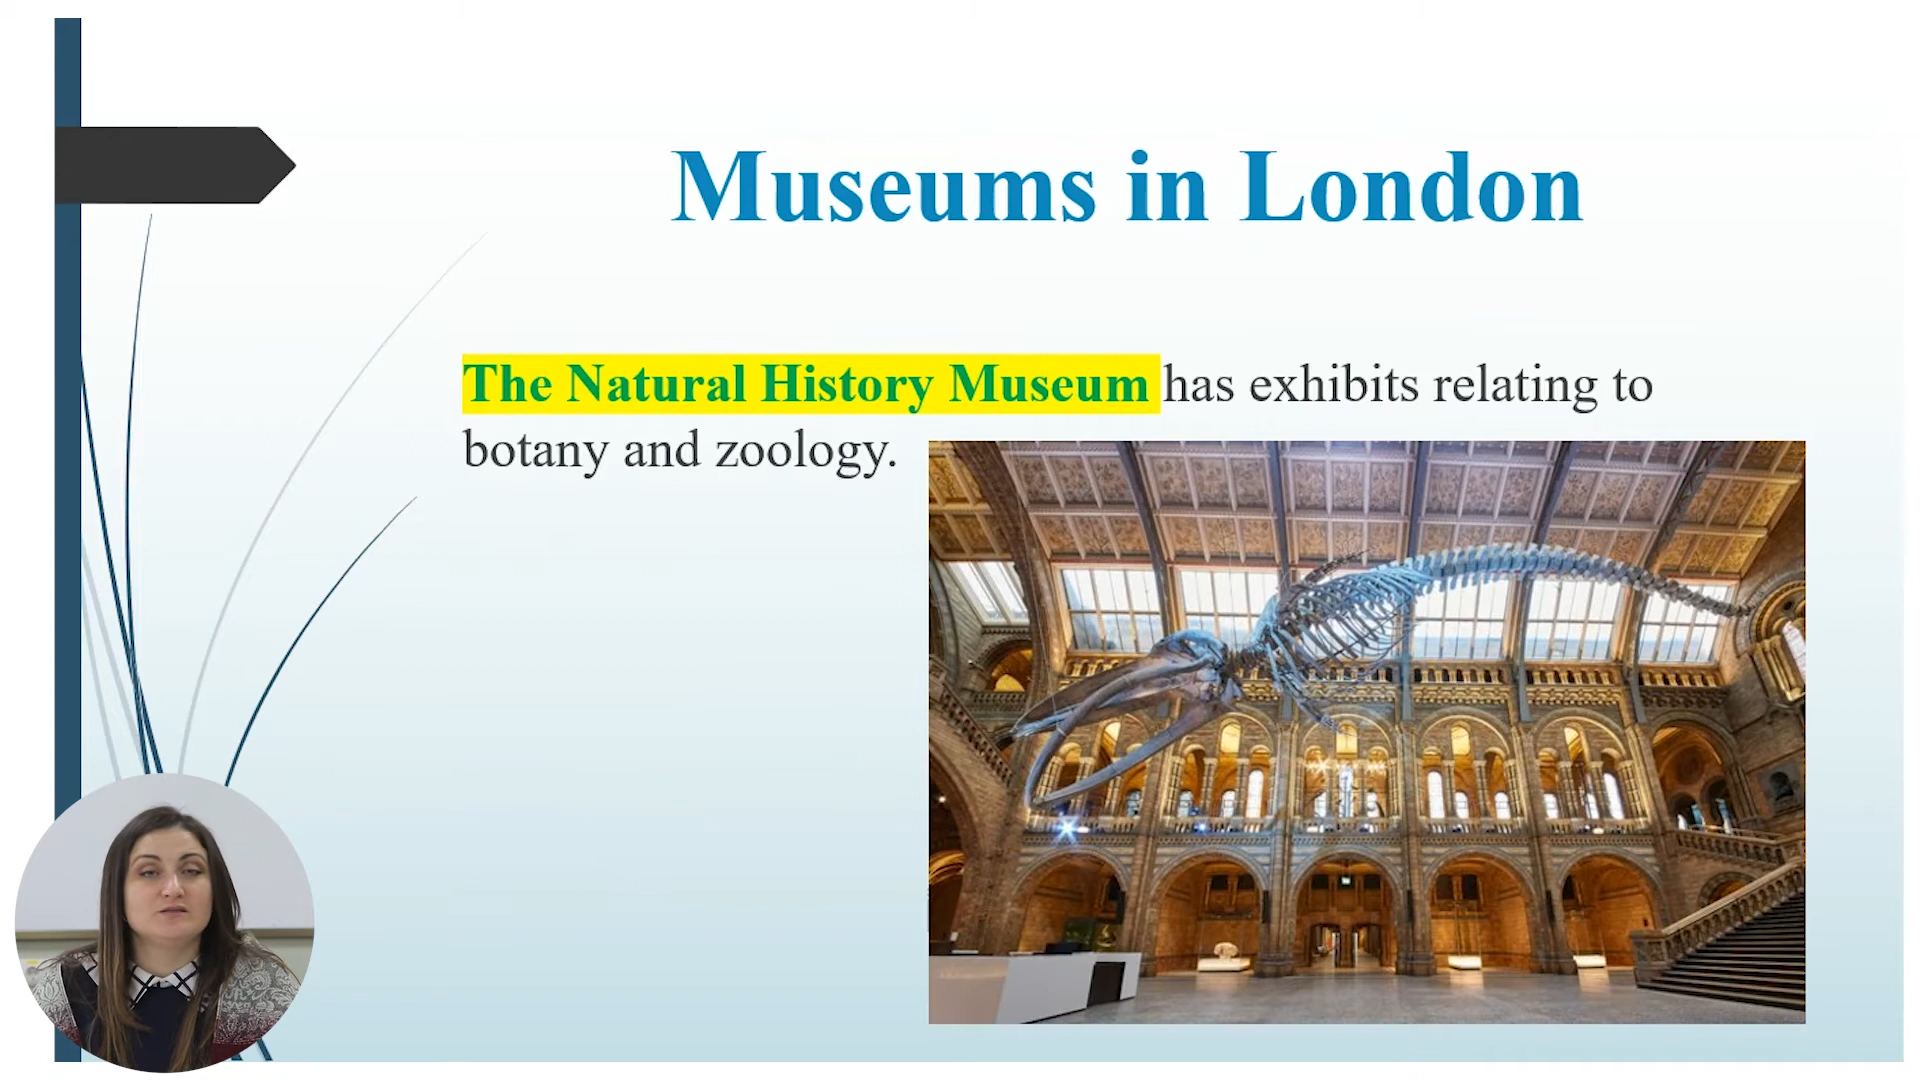 Museums in London
The Natural History Museum has exhibits relating to
botany and zoology.